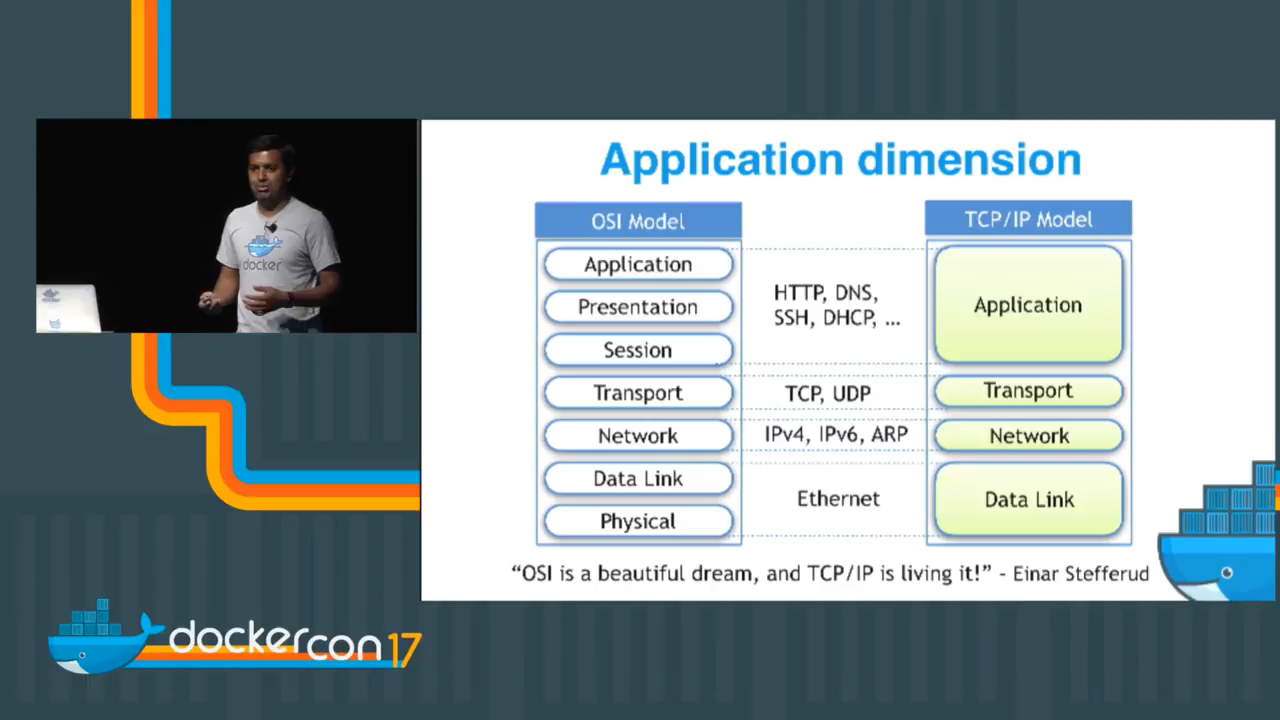 Application dimension
OSI Model
Application
Presentation
Session
Transport
Network
Data Link
Physical
HTTP, DNS,
SSH, DHCP, ...
TCP, UDP
IPv4, IPv6, ARP
Ethernet
TCP/IP Model
Application
Transport
Network
Data Link
“OSI is a beautiful dream, and TCP/IP is living it!” - Einar Stefferud
docker
dockercon 17